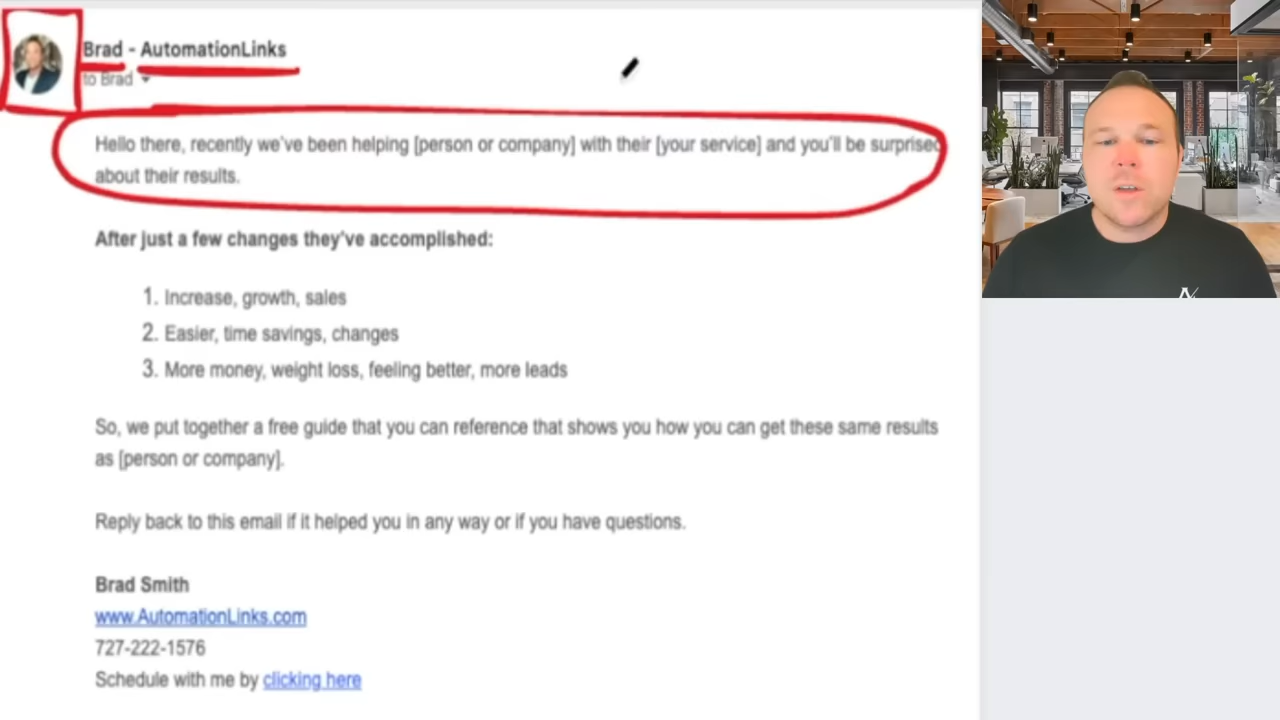 Brad - AutomationLinks
to Brad
Hello there, recently we've been helping [person or company] with their [your service] and you'll be surprised
about their results.
After just a few changes they've accomplished:
1. Increase, growth, sales
2. Easier, time savings, changes
3. More money, weight loss, feeling better, more leads
So, we put together a free guide that you can reference that shows you how you can get these same results
as [person or company].
Reply back to this email if it helped you in any way or if you have questions.
Brad Smith
www.AutomationLinks.com
727-222-1576
Schedule with me by clicking here